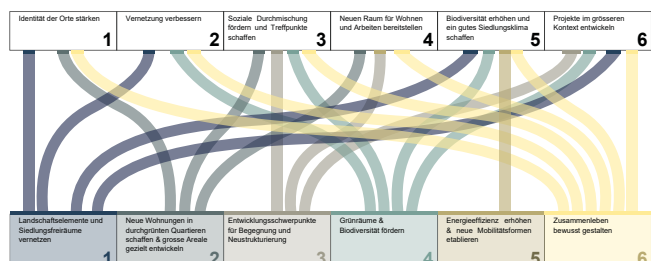 Identität der Orte stärken
1
Vernetzung verbessern
2
Soziale Durchmischung
fördern und Treffpunkte
schaffen
3
Neuen Raum für Wohnen
und Arbeiten bereitstellen
4
Biodiversität erhöhen und
ein gutes Siedlungsklima
schaffen
5
Projekte im grösseren
Kontext entwickeln
6
Landschaftselemente und
Siedlungsfreiräume
vernetzen
1
Neue Wohnungen in
durchgrünten Quartieren
schaffen & grosse Areale
gezielt entwickeln
2
Entwicklungsschwerpunkte
für Begegnung und
Neustrukturierung
3
Grünräume &
Biodiversität fördern
4
Energieeffizienz erhöhen
& neue Mobilitätsformen
etablieren
5
Zusammenleben
bewusst gestalten
6